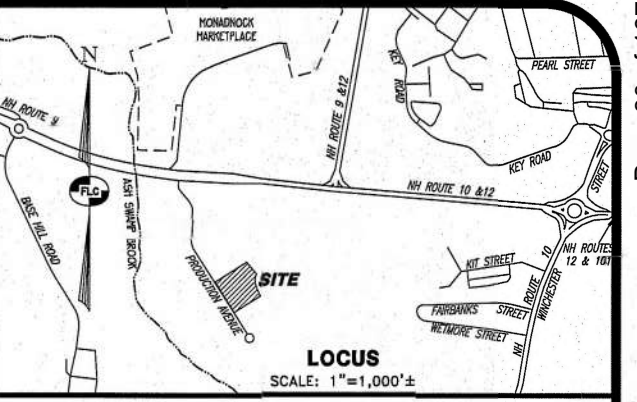 MONADNOCK
MARKETPLACE
N
NH ROUTE 9
FLG
BASE HILL ROAD
ASH SWAMP BROOK
NH ROUTE 9 &12
KEY ROAD
PEARL STREET
KEY ROAD
STREET
NH ROUTE 10 &12
NH ROUTES
12 & 101
PRODUCTION AVENUE
SITE
KIT STREET
FAIRBANKS STREET
WETMORE STREET
NH ROUTE 10
WINCHESTER
LOCUS
SCALE: 1"=1,000'±